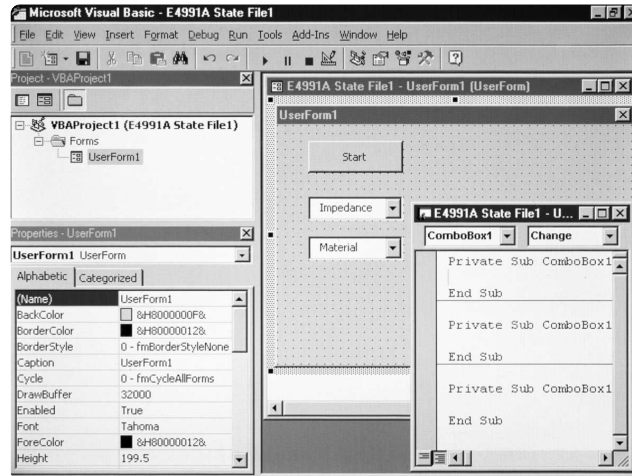 Microsoft Visual Basic - E4991A State File1
File Edit View Insert Format Debug Run Tools Add-Ins Window Help
Project - VBAProject1
VBAProject1 (E4991A State File1)
Forms
UserForm1
Properties - UserForm1
UserForm1 UserForm
Alphabetic Categorized
(Name) UserForm1
BackColor &H8000000F&
BorderColor &H80000012&
BorderStyle 0 - fmBorderStyleNone
Caption UserForm1
Cycle 0 - fmCycleAllForms
DrawBuffer 32000
Enabled True
Font Tahoma
ForeColor &H80000012&
Height 199.5
E4991A State File1 - UserForm1 (UserForm)
UserForm1
Start
Impedance
Material
E4991A State File1 - U...
ComboBox1 Change
Private Sub ComboBox1
End Sub
Private Sub ComboBox1
End Sub
Private Sub ComboBox1
End Sub